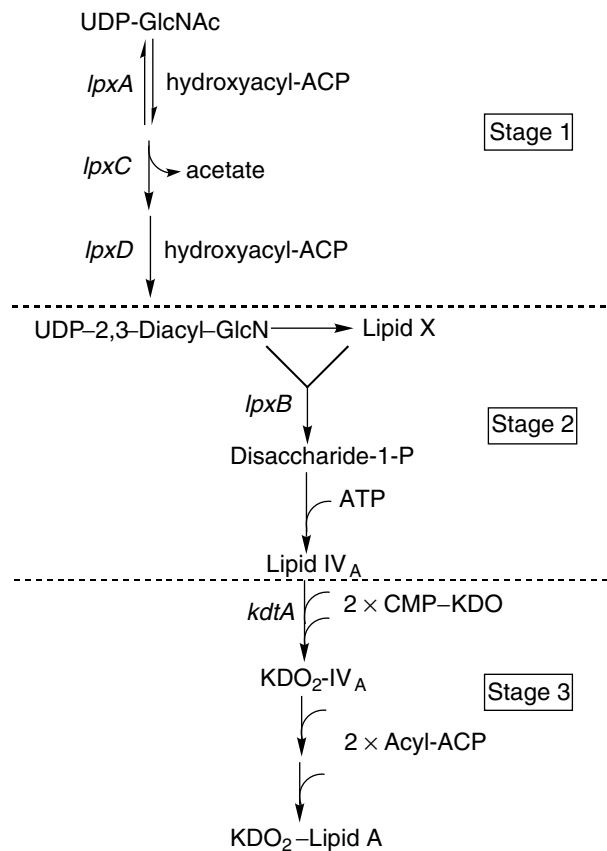 UDP-GlcNAc
lpxA hydroxyacyl-ACP
Stage 1
lpxC acetate
lpxD hydroxyacyl-ACP
UDP–2,3–Diacyl–GlcN Lipid X
lpxB
Stage 2
Disaccharide-1-P
ATP
Lipid IVA
kdtA 2 × CMP–KDO
KDO2-IVA
Stage 3
2 × Acyl-ACP
KDO2–Lipid A